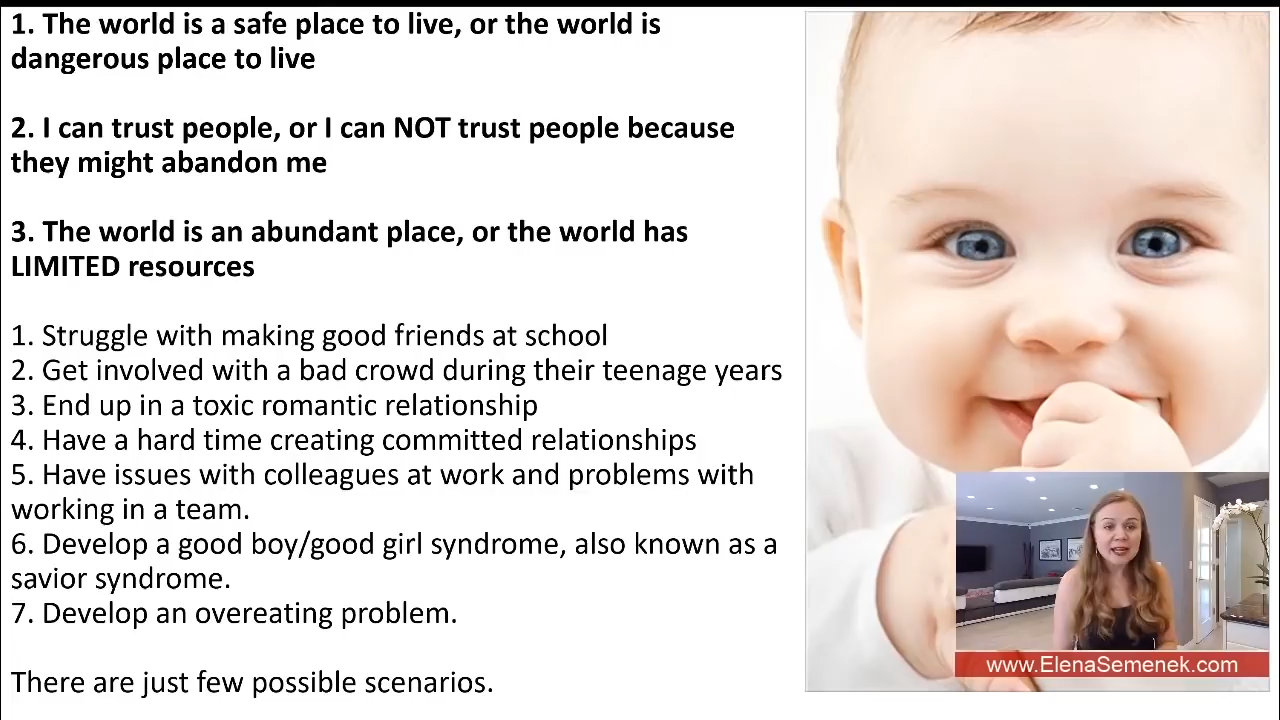 1. The world is a safe place to live, or the world is
dangerous place to live
2. I can trust people, or I can NOT trust people because
they might abandon me
3. The world is an abundant place, or the world has
LIMITED resources
1. Struggle with making good friends at school
2. Get involved with a bad crowd during their teenage years
3. End up in a toxic romantic relationship
4. Have a hard time creating committed relationships
5. Have issues with colleagues at work and problems with
working in a team.
6. Develop a good boy/good girl syndrome, also known as a
savior syndrome.
7. Develop an overeating problem.
There are just few possible scenarios.
www.ElenaSemenek.com